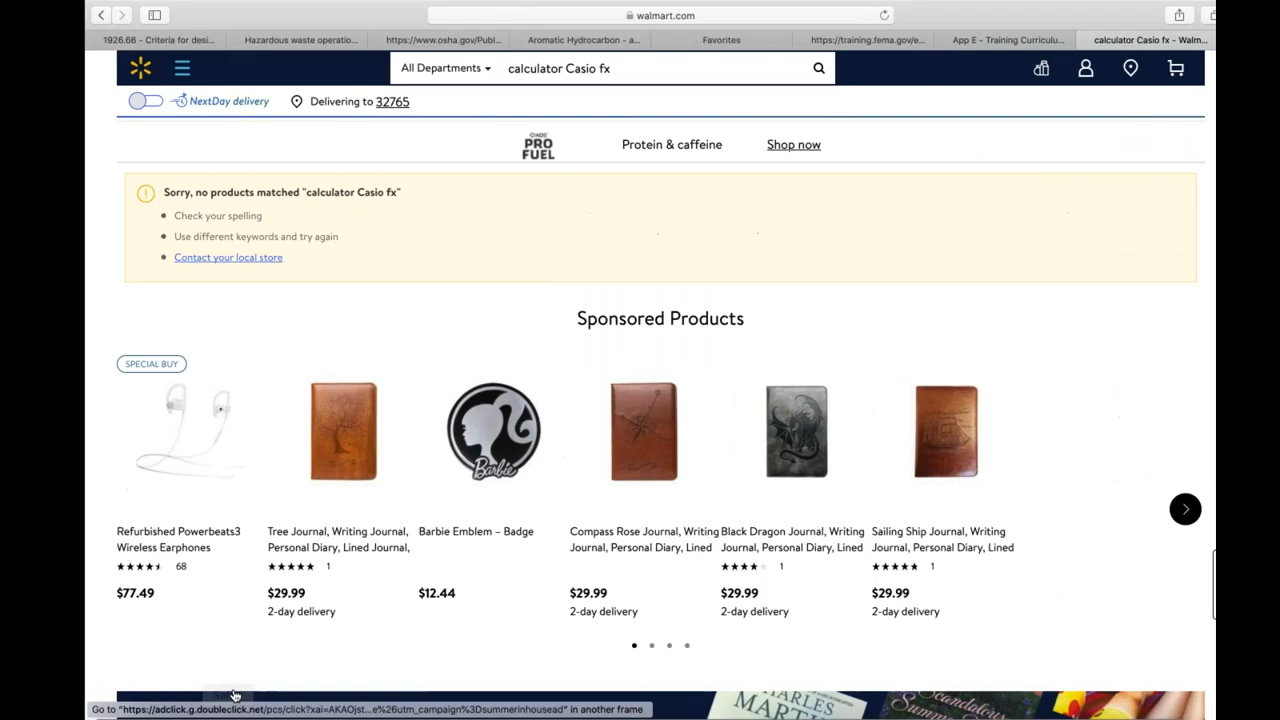 walmart.com
1926.66 - Criteria for desi...
Hazardous waste operatio...
https://www.osha.gov/Publ...
Aromatic Hydrocarbon - a...
Favorites
https://training.fema.gov/e...
App E - Training Curriculu...
calculator Casio fx - Walm...
All Departments
calculator Casio fx
NextDay delivery
Delivering to 32765
PRO
FUEL
Protein & caffeine
Shop now
Sorry, no products matched "calculator Casio fx"
Check your spelling
Use different keywords and try again
Contact your local store
Sponsored Products
SPECIAL BUY
Barbie
Refurbished Powerbeats3
Wireless Earphones
68
$77.49
Tree Journal, Writing Journal,
Personal Diary, Lined Journal,
1
$29.99
2-day delivery
Barbie Emblem – Badge
$12.44
Compass Rose Journal, Writing
Journal, Personal Diary, Lined
$29.99
2-day delivery
Black Dragon Journal, Writing
Journal, Personal Diary, Lined
1
$29.99
2-day delivery
Sailing Ship Journal, Writing
Journal, Personal Diary, Lined
1
$29.99
2-day delivery
CHARLES
MART
Scandalous
Summer
Go to "https://adclick.g.doubleclick.net/pcs/click?xai=AKAOjst...e%26utm_campaign%3Dsummerinhousead" in another frame